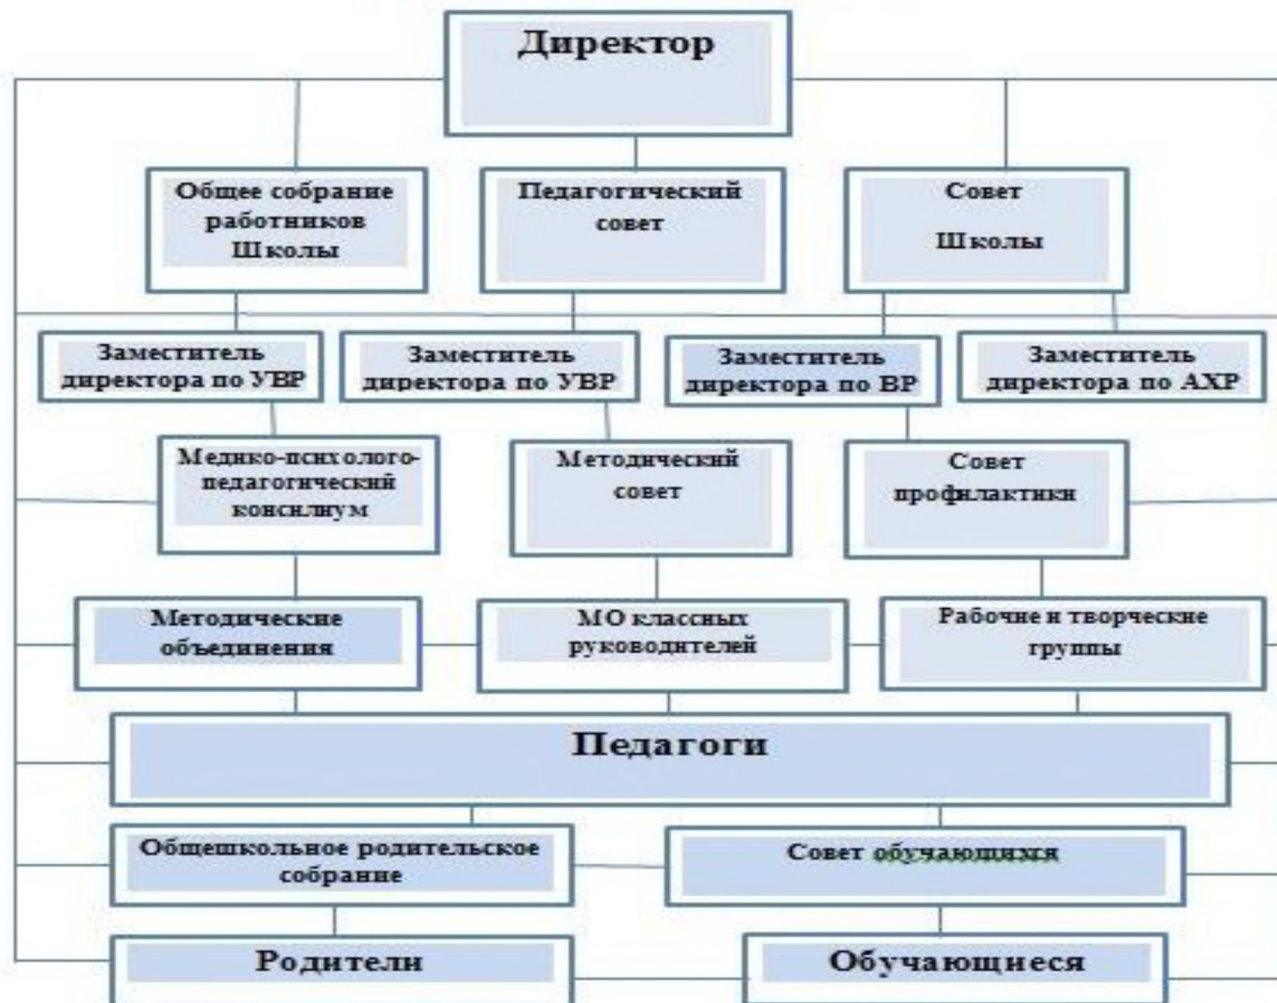 Директор
Общее собрание
работников
Школы
Педагогический
совет
Совет
Школы
Заместитель
директора по УВР
Заместитель
директора по УВР
Заместитель
директора по ВР
Заместитель
директора по АХР
Медико-психолого-
педагогический
консилиум
Методический
совет
Совет
профилактики
Методические
объединения
МО классных
руководителей
Рабочие и творческие
группы
Педагоги
Общешкольное родительское
собрание
Совет обучающихся
Родители
Обучающиеся